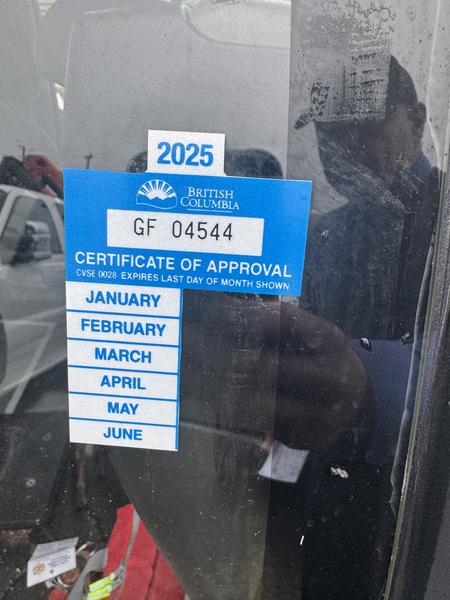 2025
BRITISH
COLUMBIA
GF 04544
CERTIFICATE OF APPROVAL
CVSE 0028 EXPIRES LAST DAY OF MONTH SHOWN
JANUARY
FEBRUARY
MARCH
APRIL
MAY
JUNE